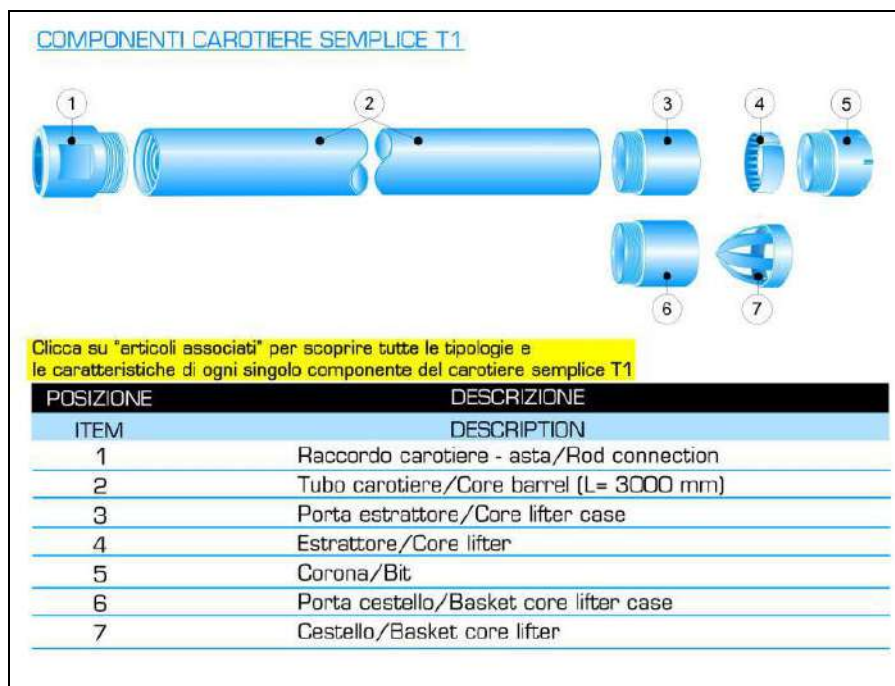 COMPONENTI CAROTIERE SEMPLICE T1
1 2 3 4 5
6 7
Clicca su "articoli associati" per scoprire tutte le tipologie e
le caratteristiche di ogni singolo componente del carotiere semplice T1
POSIZIONE DESCRIZIONE
ITEM DESCRIPTION
1 Raccordo carotiere - asta/Rod connection
2 Tubo carotiere/Core barrel (L= 3000 mm)
3 Porta estrattore/Core lifter case
4 Estrattore/Core lifter
5 Corona/Bit
6 Porta cestello/Basket core lifter case
7 Cestello/Basket core lifter